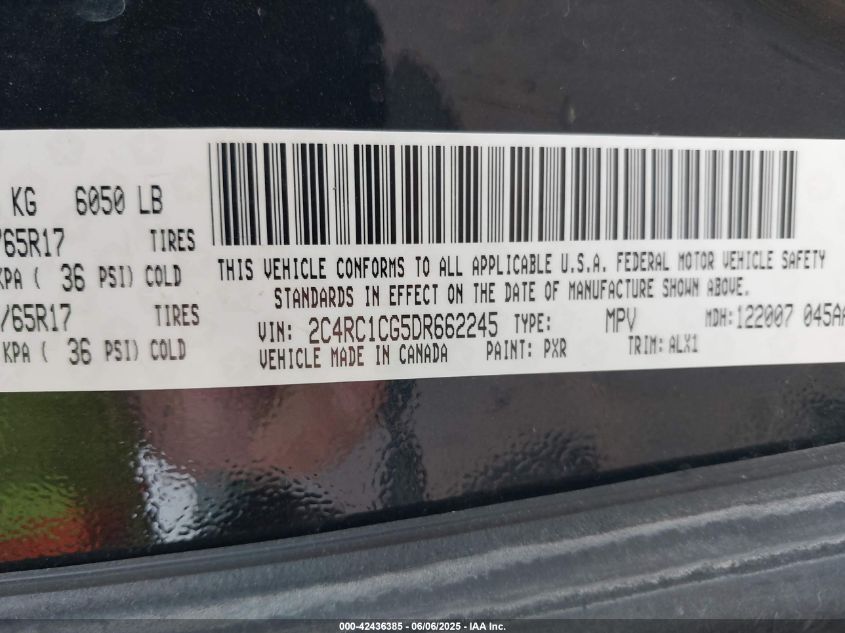 KG 6050 LB
/65R17 TIRES
KPA ( 36 PSI) COLD
/65R17 TIRES
KPA ( 36 PSI) COLD
THIS VEHICLE CONFORMS TO ALL APPLICABLE U.S.A. FEDERAL MOTOR VEHICLE SAFETY
STANDARDS IN EFFECT ON THE DATE OF MANUFACTURE SHOWN ABOVE.
VIN: 2C4RC1CG5DR662245 TYPE: MPV MDH:122007 045AA
VEHICLE MADE IN CANADA PAINT: PXR TRIM: ALX1
000-42436385 - 06/06/2025 - IAA Inc.